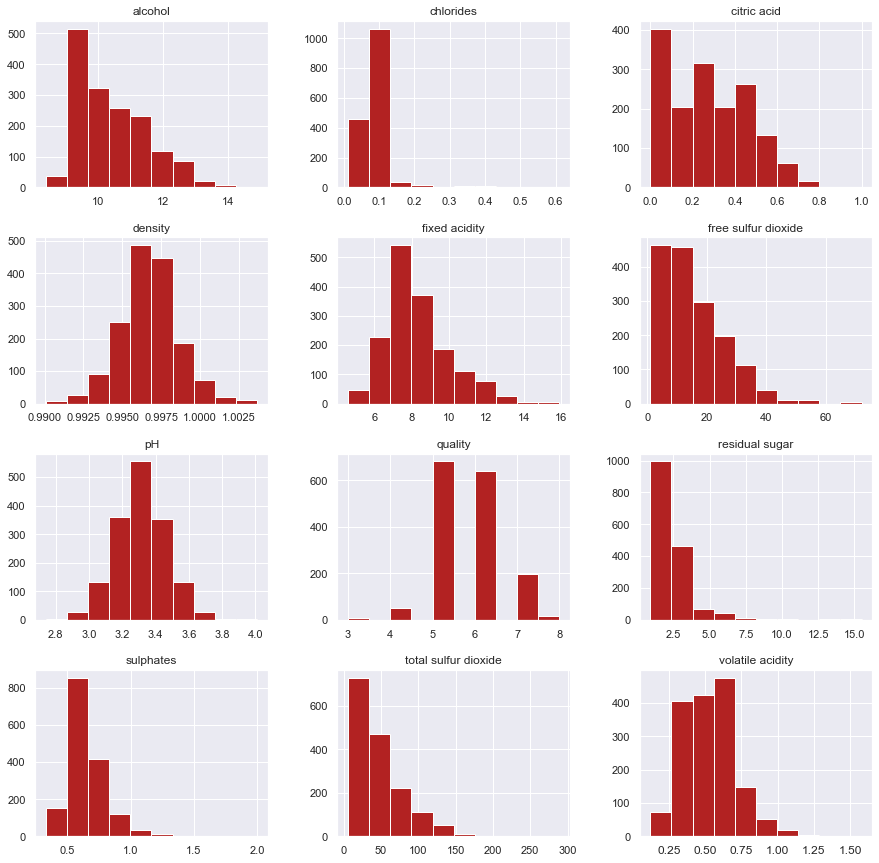 alcohol
500
400
300
200
100
0
10 12 14
chlorides
1000
800
600
400
200
0
0.0 0.1 0.2 0.3 0.4 0.5 0.6
citric acid
400
300
200
100
0
0.0 0.2 0.4 0.6 0.8 1.0
density
500
400
300
200
100
0
0.9900 0.9925 0.9950 0.9975 1.0000 1.0025
fixed acidity
500
400
300
200
100
0
6 8 10 12 14 16
free sulfur dioxide
400
300
200
100
0
0 20 40 60
pH
500
400
300
200
100
0
2.8 3.0 3.2 3.4 3.6 3.8 4.0
quality
600
400
200
0
3 4 5 6 7 8
residual sugar
1000
800
600
400
200
0
2.5 5.0 7.5 10.0 12.5 15.0
sulphates
800
600
400
200
0
0.5 1.0 1.5 2.0
total sulfur dioxide
600
500
400
300
200
100
0
0 50 100 150 200 250 300
volatile acidity
400
300
200
100
0
0.25 0.50 0.75 1.00 1.25 1.50